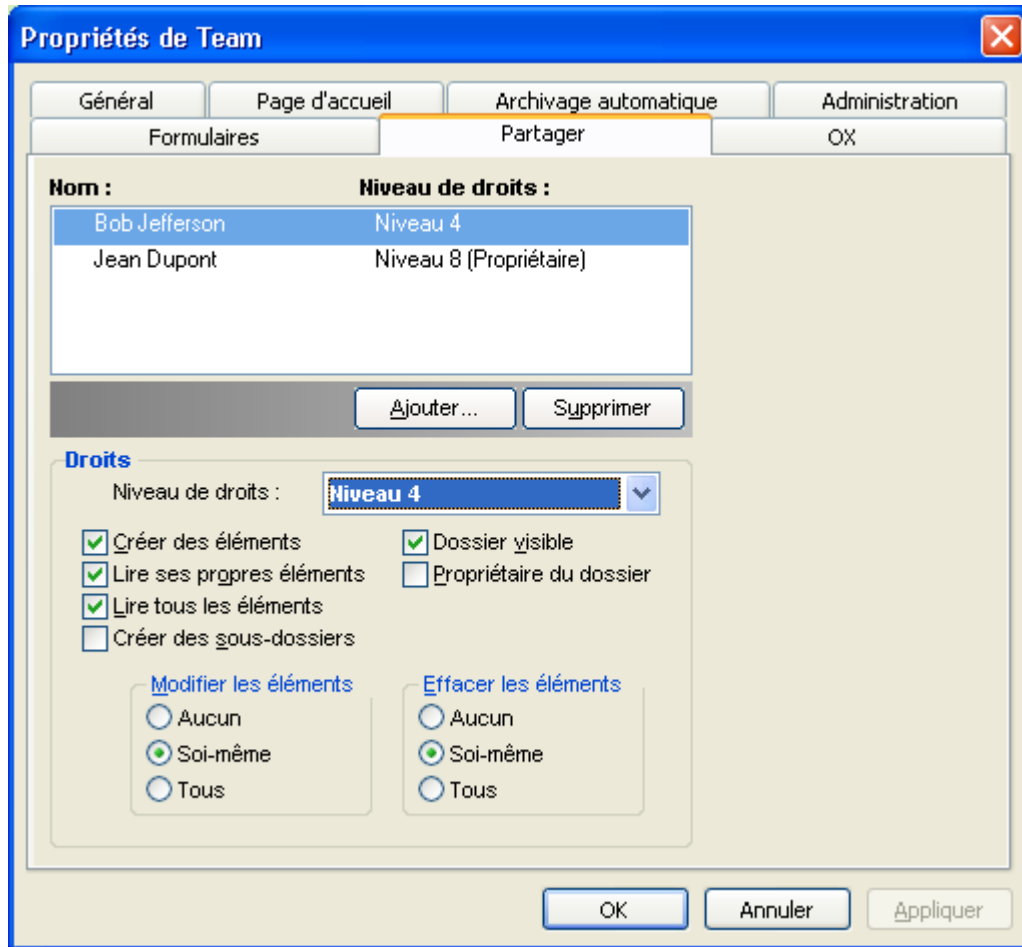 Propriétés de Team
Général Page d'accueil Archivage automatique Administration
Formulaires Partager OX
Nom : Niveau de droits :
Bob Jefferson Niveau 4
Jean Dupont Niveau 8 (Propriétaire)
Ajouter... Supprimer
Droits
Niveau de droits : Niveau 4
Créer des éléments Dossier visible
Lire ses propres éléments Propriétaire du dossier
Lire tous les éléments
Créer des sous-dossiers
Modifier les éléments Effacer les éléments
Aucun Aucun
Soi-même Soi-même
Tous Tous
OK Annuler Appliquer